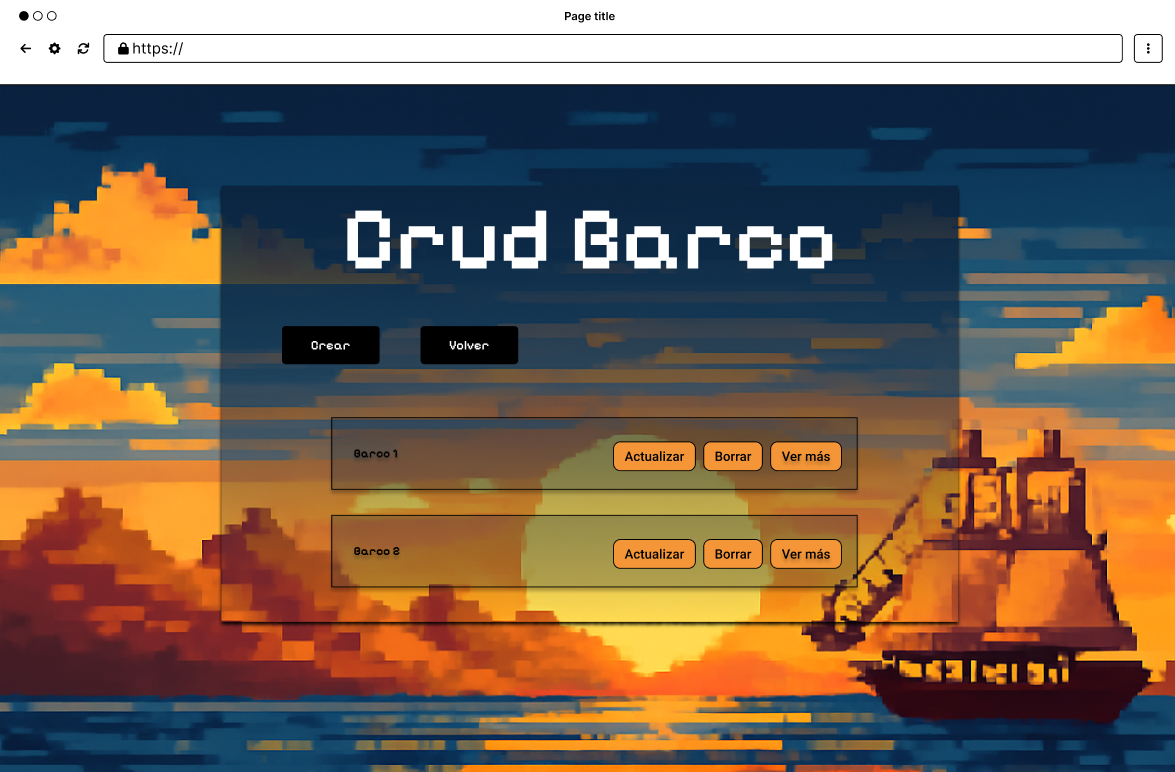 Page title
https://
Crud Barco
Crear Volver
Barco 1 Actualizar Borrar Ver más
Barco 2 Actualizar Borrar Ver más